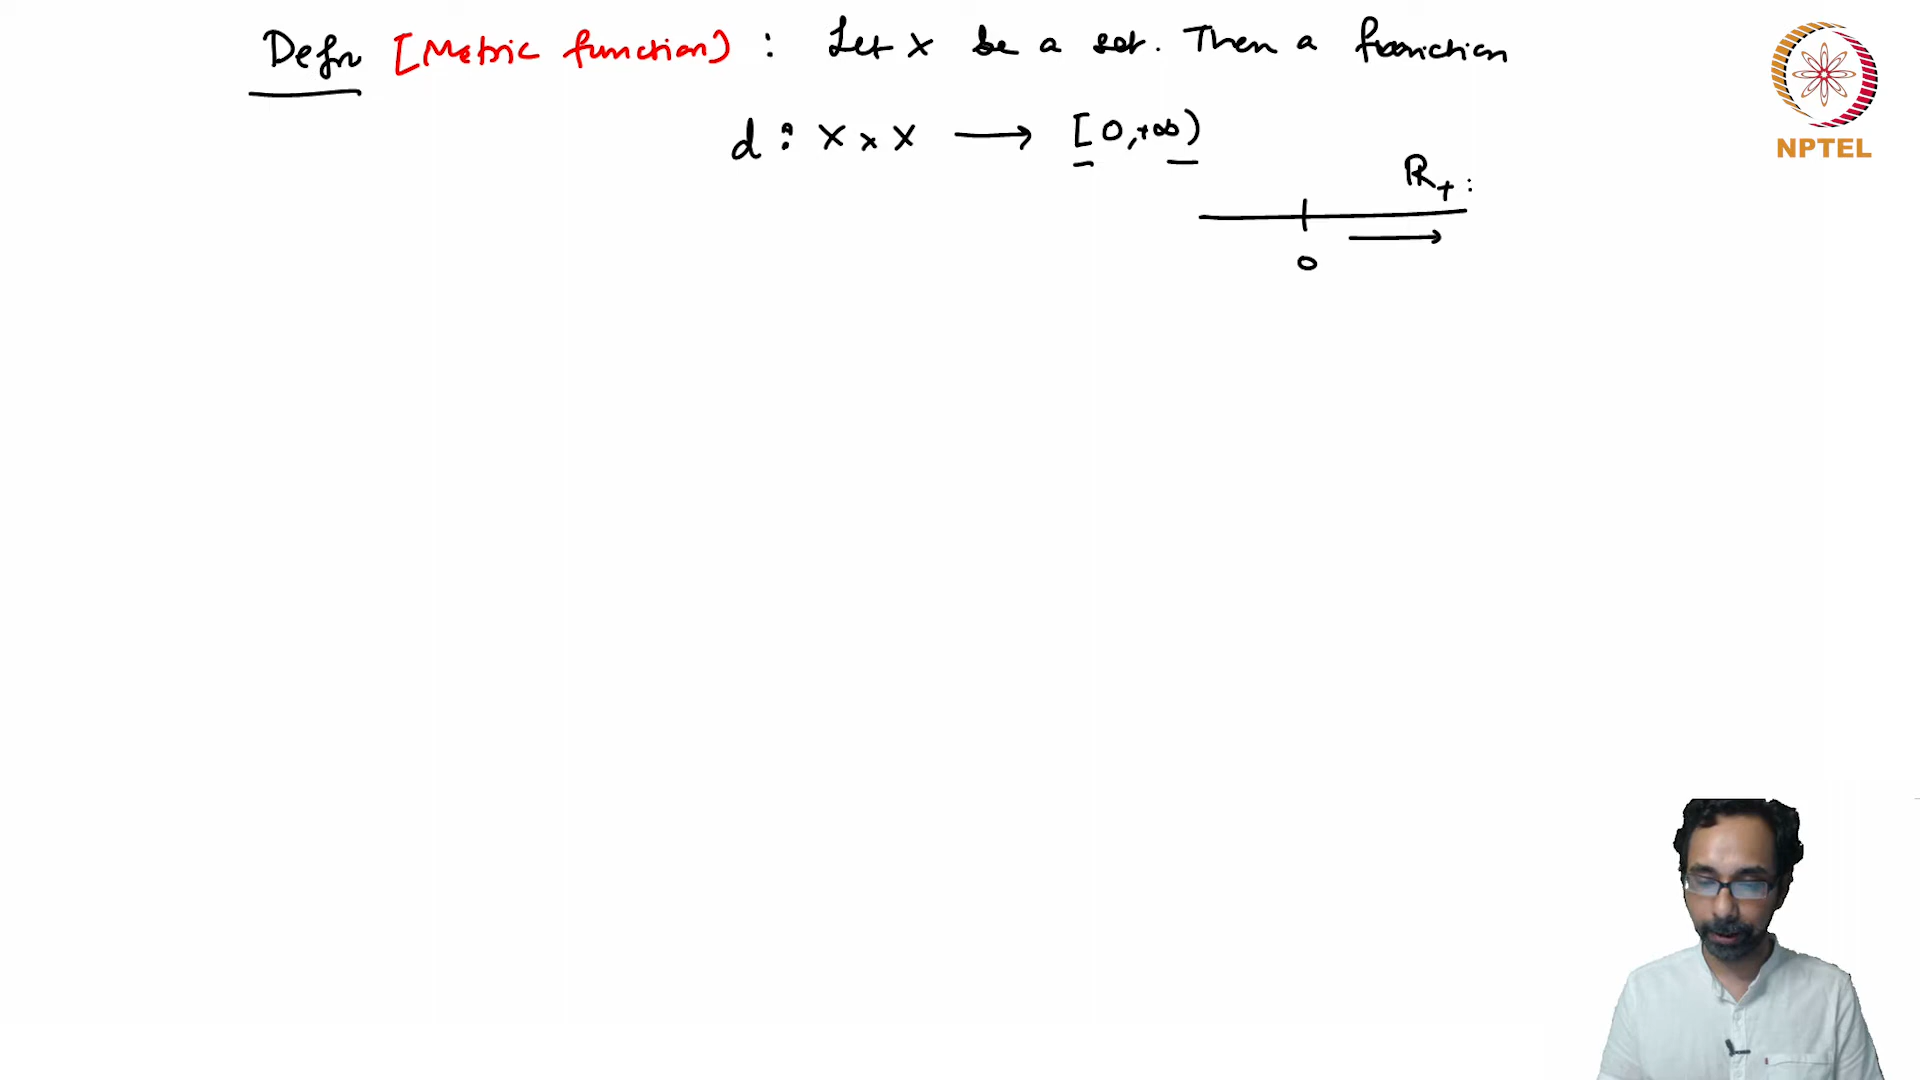 Defn [Metric function) : Let X be a set. Then a function
d : X × X ⟶ [0,+∞)
ℝ₊ :
0
NPTEL